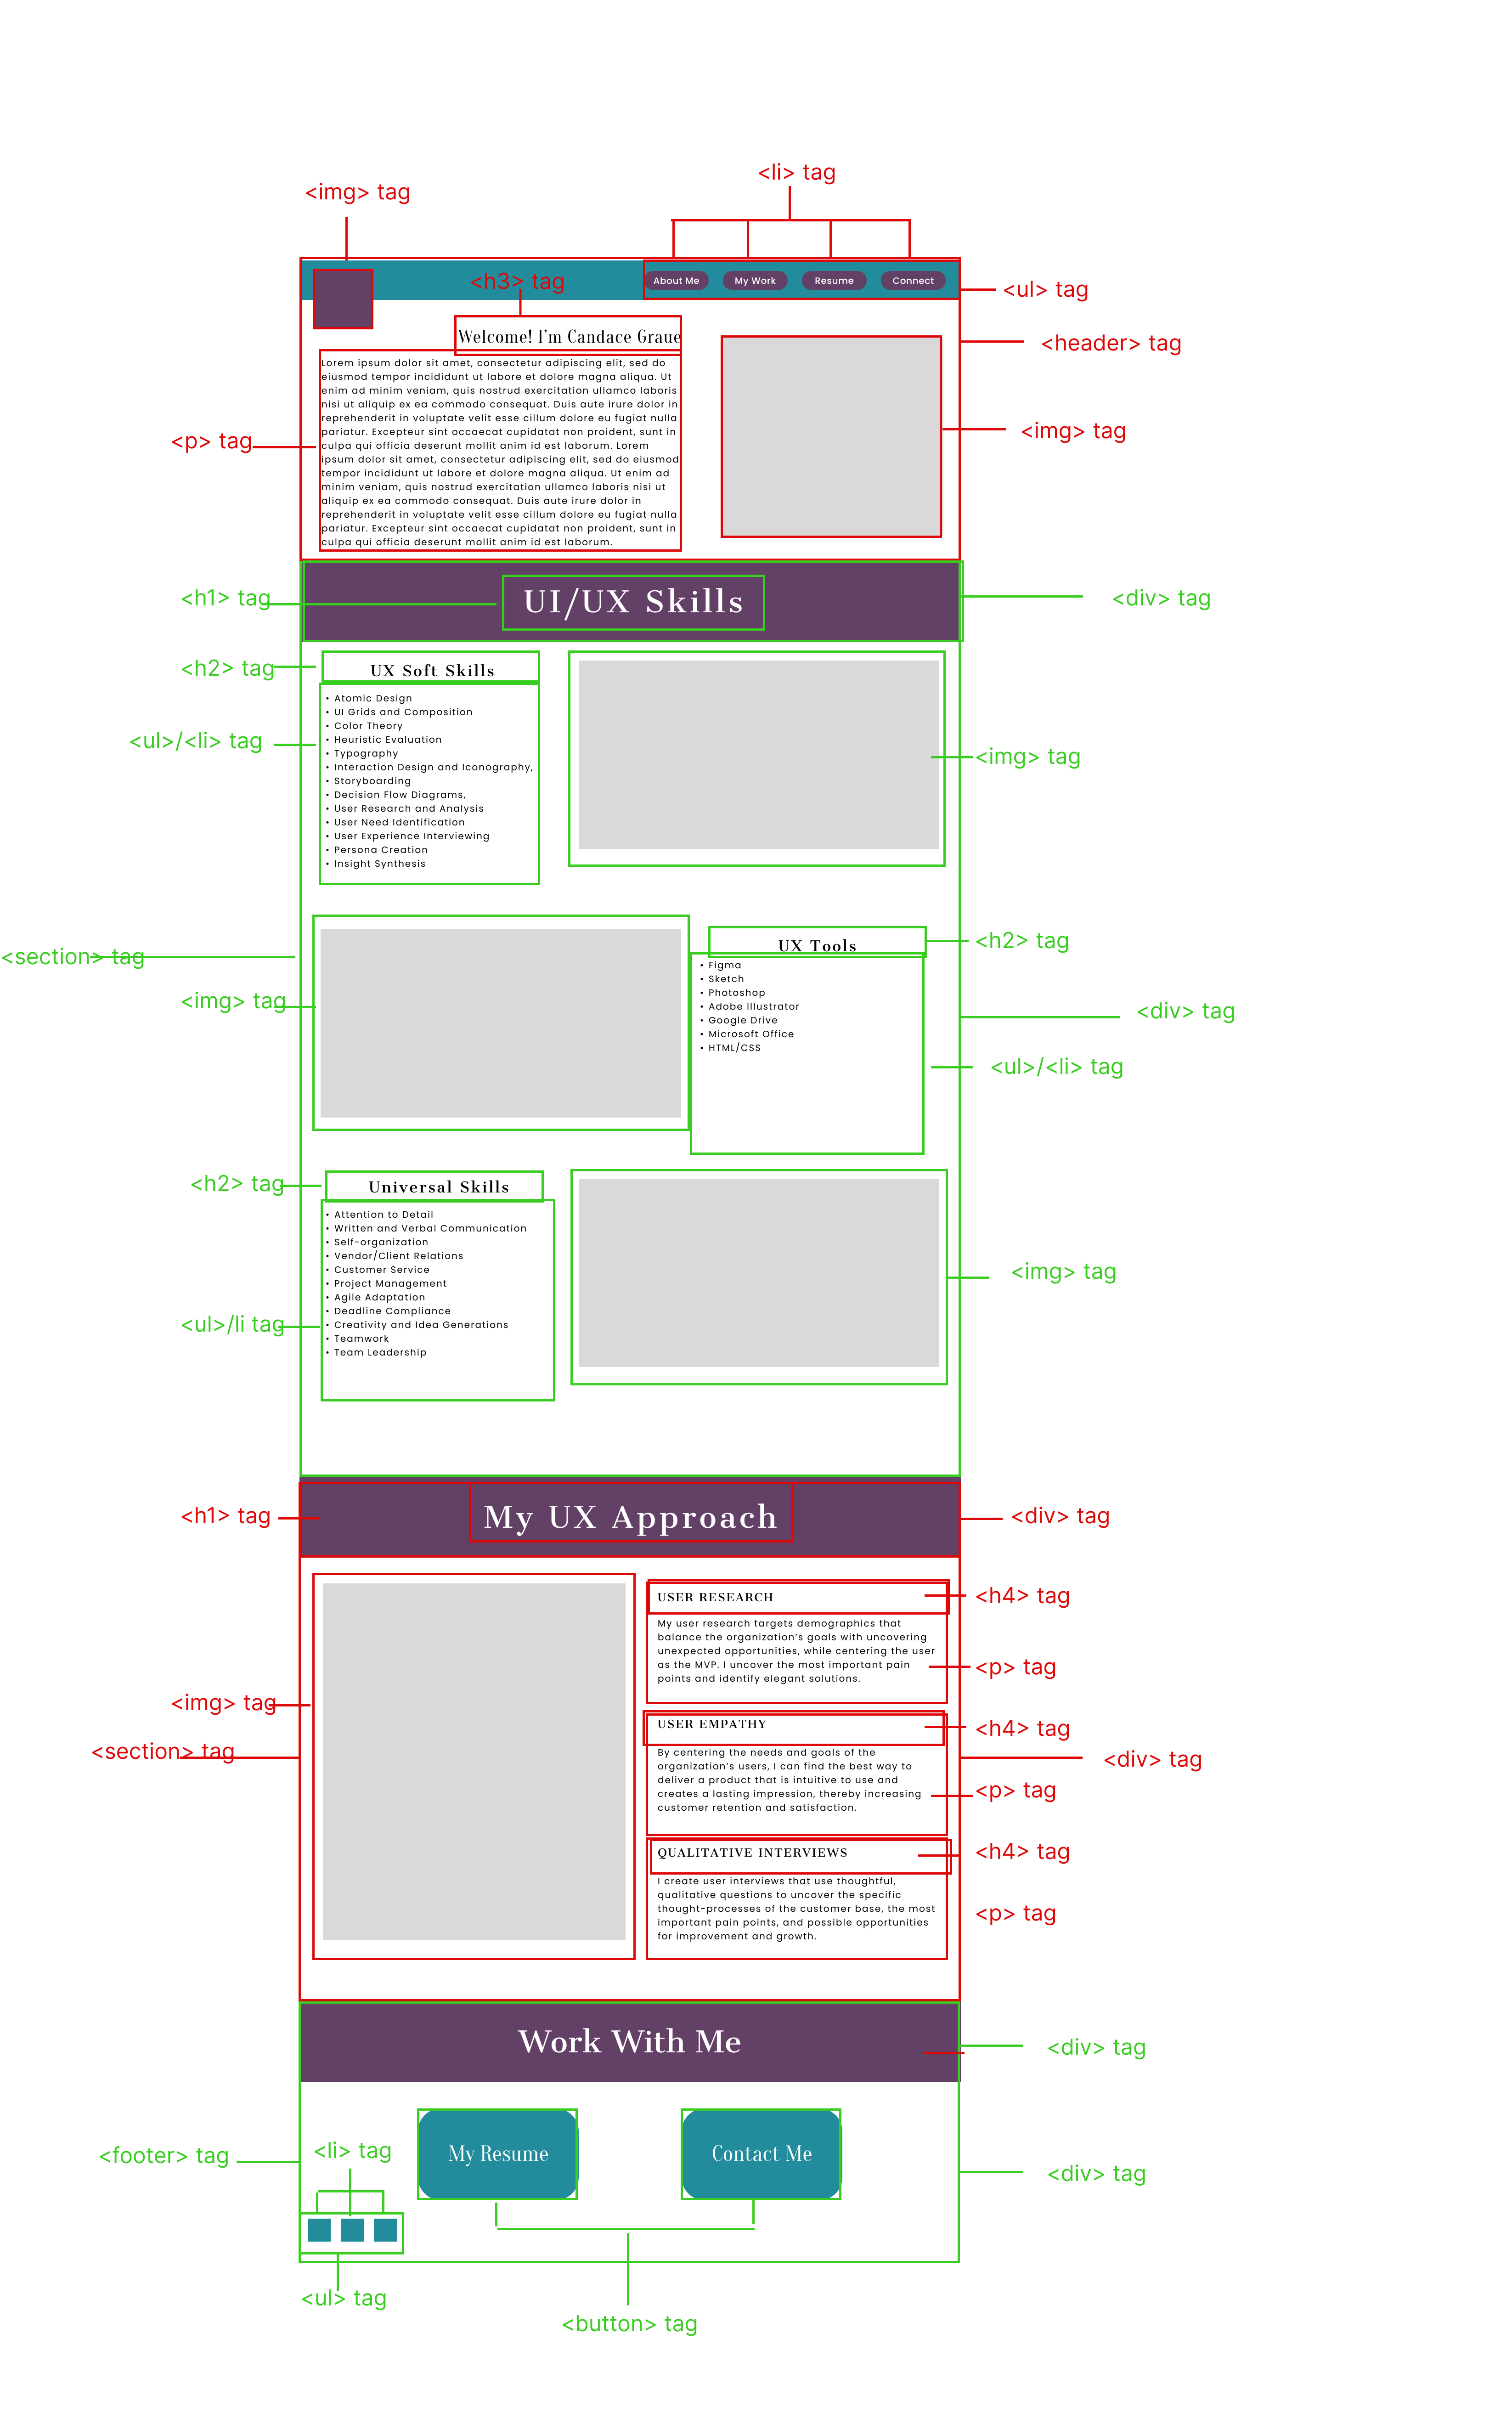 <li> tag
<img> tag
<h3> tag
About Me
My Work
Resume
Connect
<ul> tag
<header> tag
Welcome! I'm Candace Graue
Lorem ipsum dolor sit amet, consectetur adipiscing elit, sed do
eiusmod tempor incididunt ut labore et dolore magna aliqua. Ut
enim ad minim veniam, quis nostrud exercitation ullamco laboris
nisi ut aliquip ex ea commodo consequat. Duis aute irure dolor in
reprehenderit in voluptate velit esse cillum dolore eu fugiat nulla
pariatur. Excepteur sint occaecat cupidatat non proident, sunt in
culpa qui officia deserunt mollit anim id est laborum. Lorem
ipsum dolor sit amet, consectetur adipiscing elit, sed do eiusmod
tempor incididunt ut labore et dolore magna aliqua. Ut enim ad
minim veniam, quis nostrud exercitation ullamco laboris nisi ut
aliquip ex ea commodo consequat. Duis aute irure dolor in
reprehenderit in voluptate velit esse cillum dolore eu fugiat nulla
pariatur. Excepteur sint occaecat cupidatat non proident, sunt in
culpa qui officia deserunt mollit anim id est laborum.
<p> tag
<img> tag
<h1> tag
UI/UX Skills
<div> tag
<h2> tag
UX Soft Skills
<ul>/<li> tag
• Atomic Design
• UI Grids and Composition
• Color Theory
• Heuristic Evaluation
• Typography
• Interaction Design and Iconography,
• Storyboarding
• Decision Flow Diagrams,
• User Research and Analysis
• User Need Identification
• User Experience Interviewing
• Persona Creation
• Insight Synthesis
<img> tag
<section> tag
<img> tag
UX Tools
<h2> tag
• Figma
• Sketch
• Photoshop
• Adobe Illustrator
• Google Drive
• Microsoft Office
• HTML/CSS
<div> tag
<ul>/<li> tag
<h2> tag
Universal Skills
• Attention to Detail
• Written and Verbal Communication
• Self-organization
• Vendor/Client Relations
• Customer Service
• Project Management
• Agile Adaptation
• Deadline Compliance
• Creativity and Idea Generations
• Teamwork
• Team Leadership
<ul>/li tag
<img> tag
<h1> tag
My UX Approach
<div> tag
USER RESEARCH
<h4> tag
My user research targets demographics that
balance the organization's goals with uncovering
unexpected opportunities, while centering the user
as the MVP. I uncover the most important pain
points and identify elegant solutions.
<p> tag
<img> tag
<section> tag
USER EMPATHY
<h4> tag
By centering the needs and goals of the
organization's users, I can find the best way to
deliver a product that is intuitive to use and
creates a lasting impression, thereby increasing
customer retention and satisfaction.
<div> tag
<p> tag
QUALITATIVE INTERVIEWS
<h4> tag
I create user interviews that use thoughtful,
qualitative questions to uncover the specific
thought-processes of the customer base, the most
important pain points, and possible opportunities
for improvement and growth.
<p> tag
Work With Me
<div> tag
<footer> tag
<li> tag
My Resume
Contact Me
<div> tag
<ul> tag
<button> tag